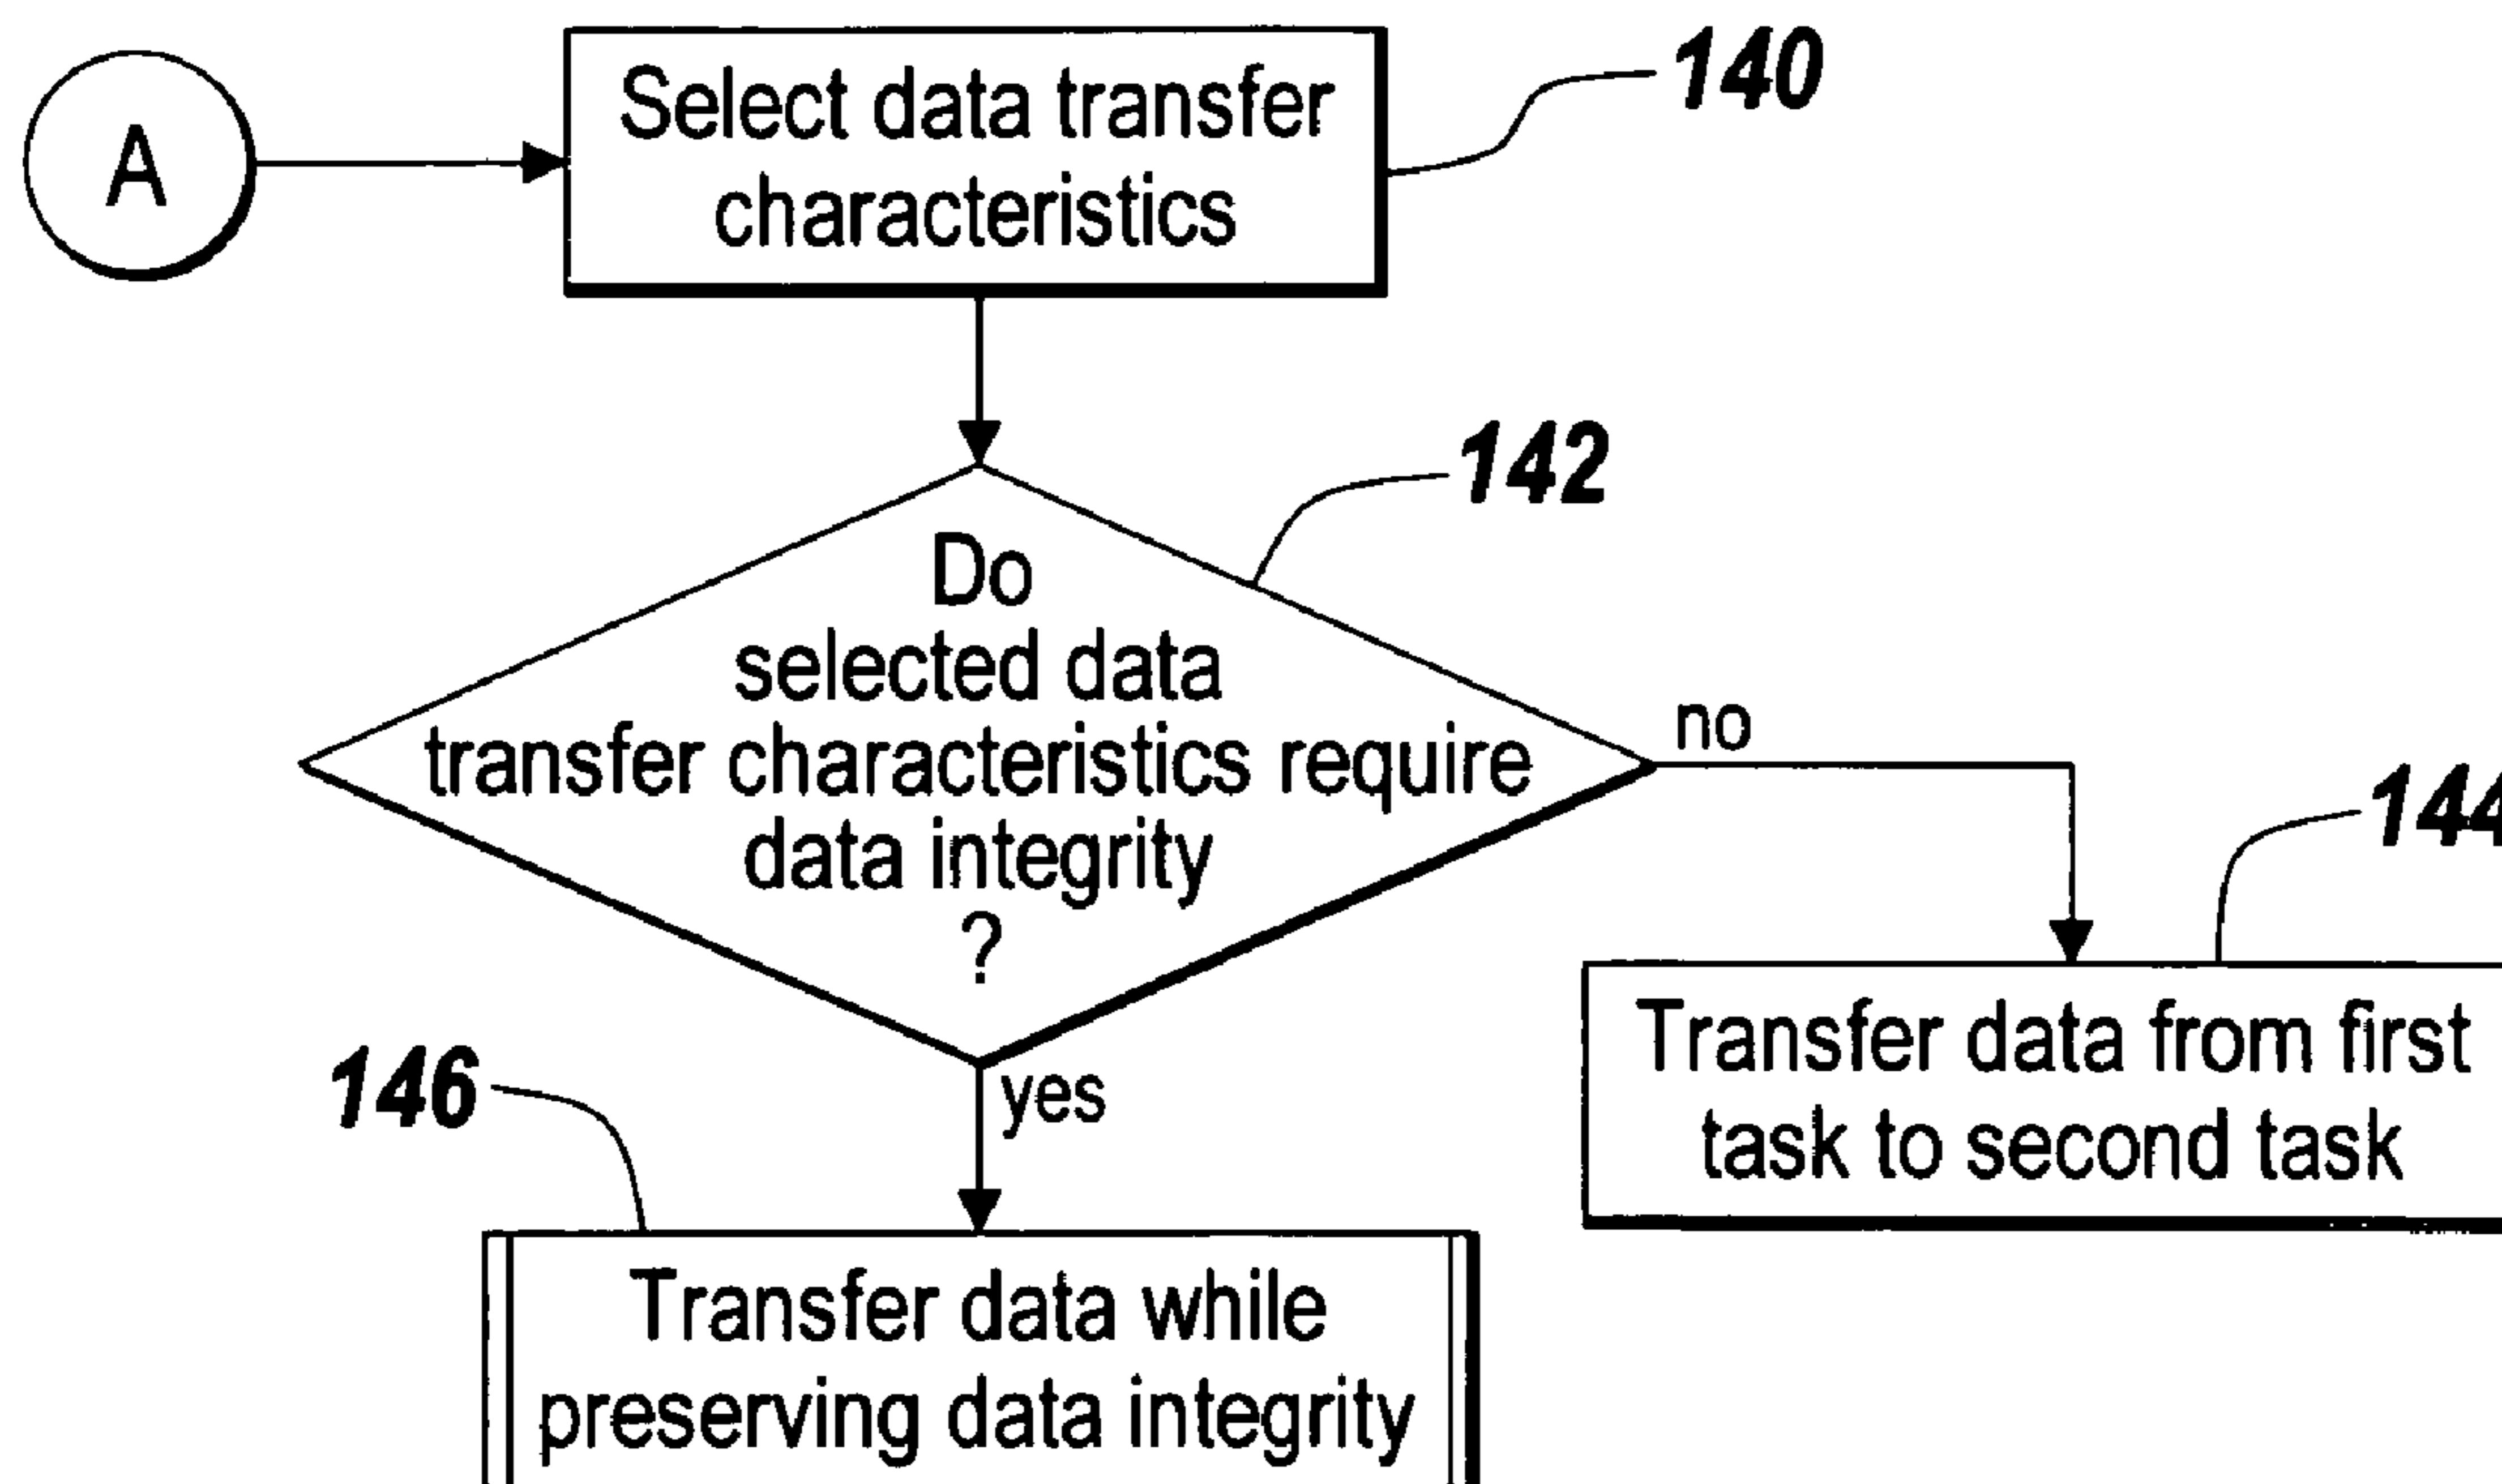 A
Select data transfer
characteristics
140
142
Do
selected data
transfer characteristics require
data integrity
?
no
144
Transfer data from first
task to second task
146
yes
Transfer data while
preserving data integrity